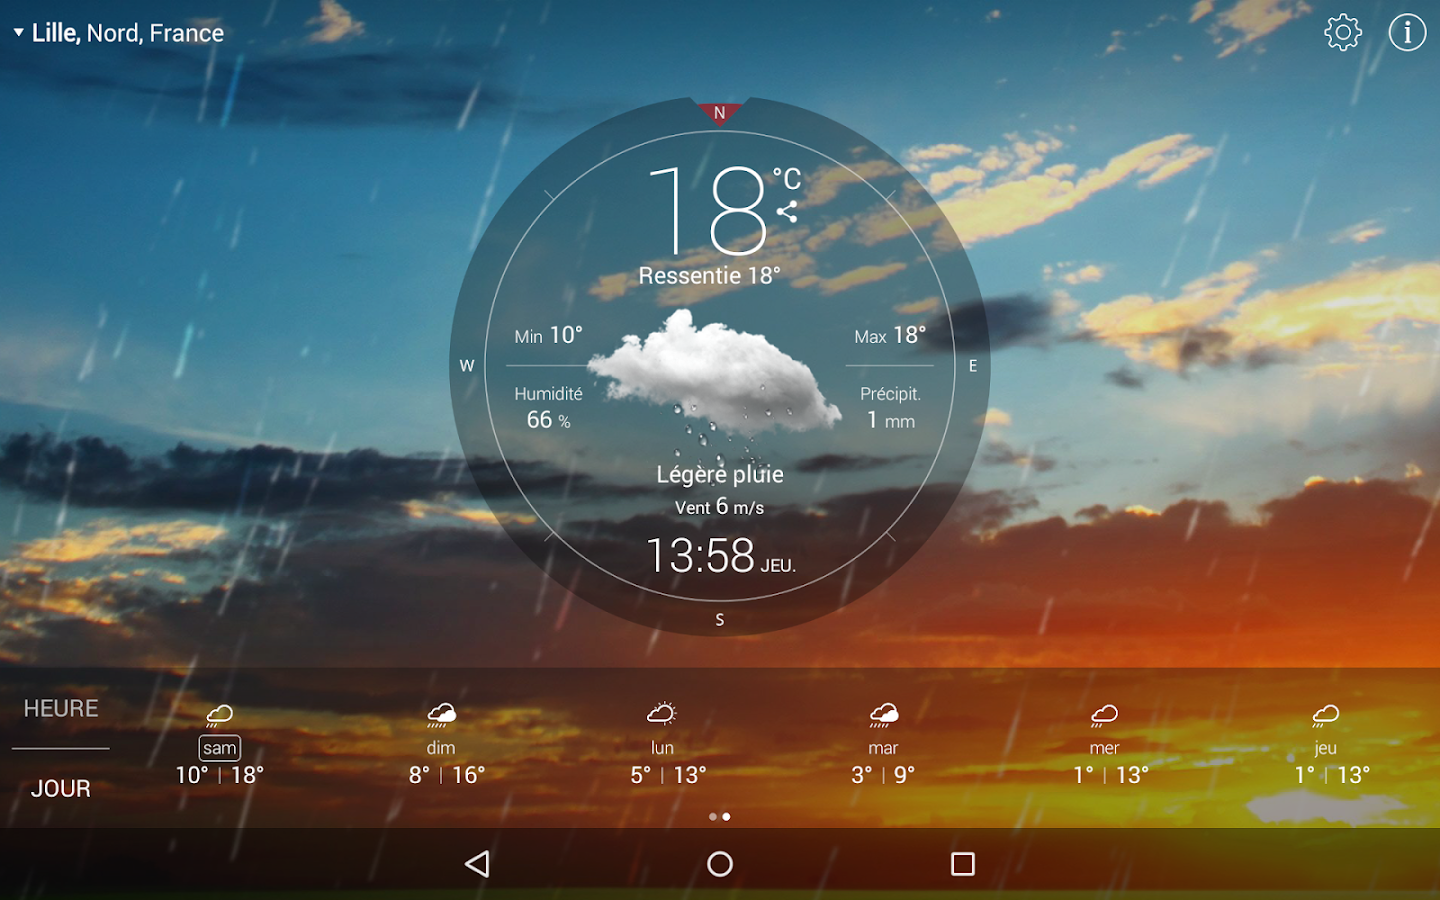 Lille, Nord, France
i
N
18 °C
Ressentie 18°
Min 10°
Max 18°
W
E
Humidité
66 %
Précipit.
1 mm
Légère pluie
Vent 6 m/s
13:58 JEU.
S
HEURE
JOUR
sam
10° | 18°
dim
8° | 16°
lun
5° | 13°
mar
3° | 9°
mer
1° | 13°
jeu
1° | 13°